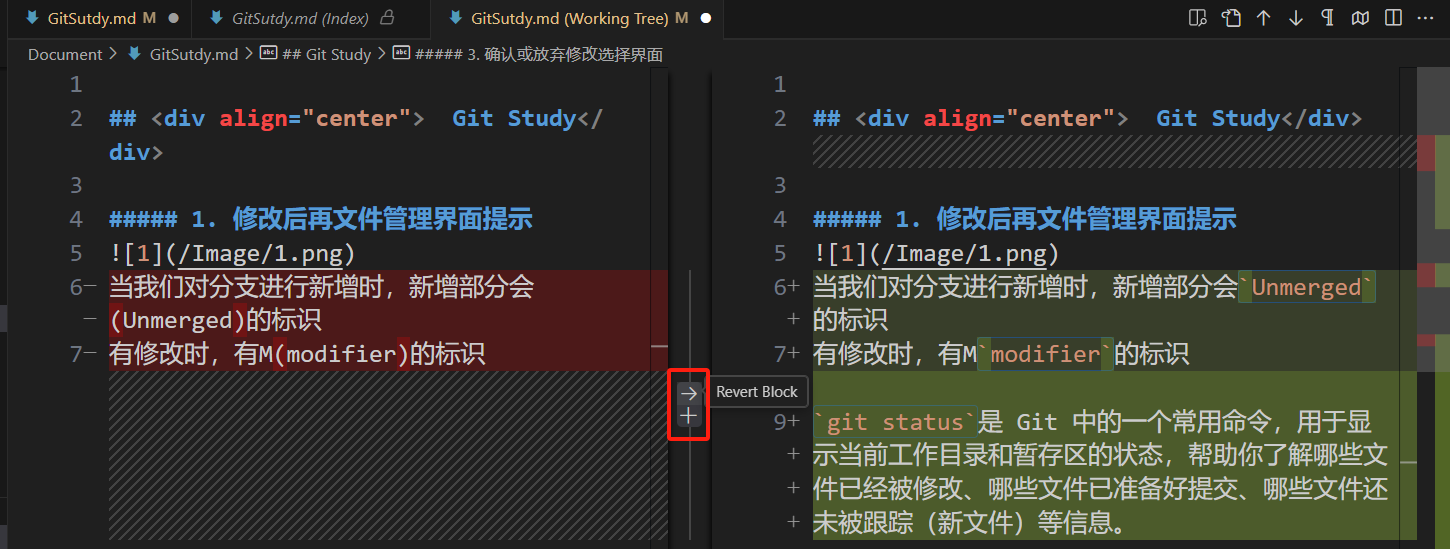 GitSutdy.md M
GitSutdy.md (Index)
GitSutdy.md (Working Tree) M
Document > GitSutdy.md > ## Git Study > ##### 3. 确认或放弃修改选择界面
1
2 ## <div align="center">  Git Study</
div>
3
4 ##### 1. 修改后再文件管理界面提示
5 ![1](/Image/1.png)
6− 当我们对分支进行新增时，新增部分会
− (Unmerged)的标识
7− 有修改时，有M(modifier)的标识
Revert Block
1
2 ## <div align="center">  Git Study</div>
3
4 ##### 1. 修改后再文件管理界面提示
5 ![1](/Image/1.png)
6+ 当我们对分支进行新增时，新增部分会`Unmerged`
+ 的标识
7+ 有修改时，有M`modifier`的标识
9+ `git status`是 Git 中的一个常用命令，用于显
+ 示当前工作目录和暂存区的状态，帮助你了解哪些文
+ 件已经被修改、哪些文件已准备好提交、哪些文件还
+ 未被跟踪（新文件）等信息。